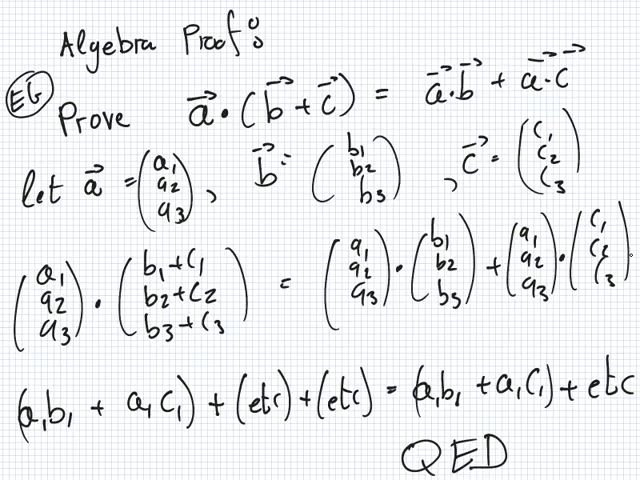 Algebra Proof:
EG Prove a⃗ · (b⃗ + c⃗) = a⃗·b⃗ + a⃗·c⃗
let a⃗ = (a₁ a₂ a₃), b⃗ = (b₁ b₂ b₃), c⃗ = (c₁ c₂ c₃)
(a₁ a₂ a₃) · (b₁+c₁ b₂+c₂ b₃+c₃) = (a₁ a₂ a₃) · (b₁ b₂ b₃) + (a₁ a₂ a₃) · (c₁ c₂ c₃)
(a₁b₁ + a₁c₁) + (etc) + (etc) = (a₁b₁ + a₁c₁) + etc
QED